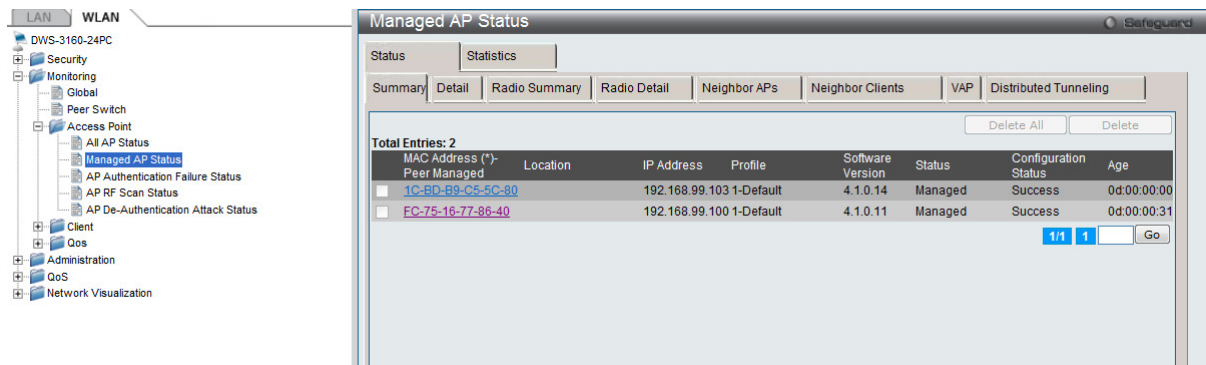 LAN WLAN
DWS-3160-24PC
Security
Monitoring
Global
Peer Switch
Access Point
All AP Status
Managed AP Status
AP Authentication Failure Status
AP RF Scan Status
AP De-Authentication Attack Status
Client
Qos
Administration
QoS
Network Visualization
Managed AP Status
Safeguard
Status Statistics
Summary Detail Radio Summary Radio Detail Neighbor APs Neighbor Clients VAP Distributed Tunneling
Delete All Delete
Total Entries: 2
MAC Address (*)- Peer Managed Location IP Address Profile Software Version Status Configuration Status Age
1C-BD-B9-C5-5C-80 192.168.99.103 1-Default 4.1.0.14 Managed Success 0d:00:00:00
FC-75-16-77-86-40 192.168.99.100 1-Default 4.1.0.11 Managed Success 0d:00:00:31
1/1 1 Go